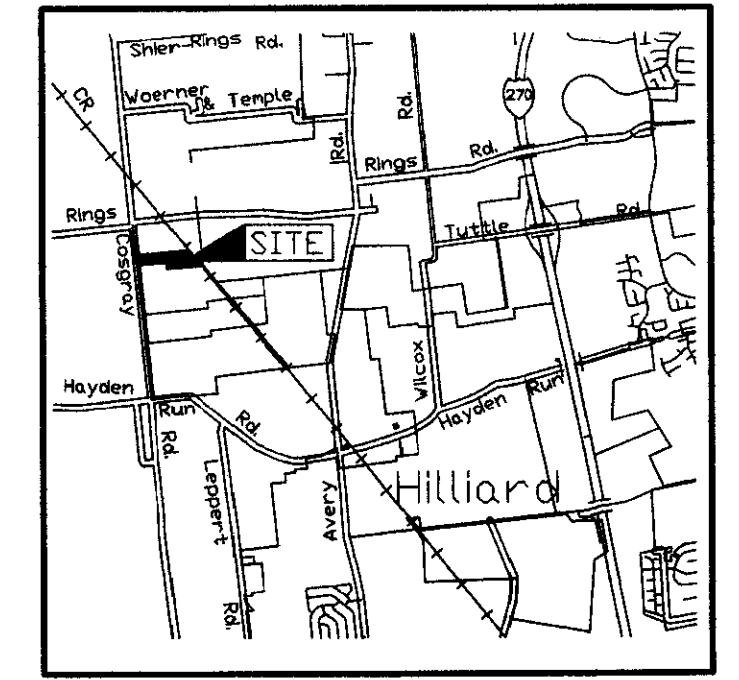 Shier-Rings Rd.
CR
Woerner & Temple
270
Rd.
Rd.
Rings Rd.
Rings
Cosgray
SITE
Tuttle Rd.
Wilcox
Hayden
Run
Rd.
Hayden Run
Rd.
Leppert
Rd.
Avery
Hilliard